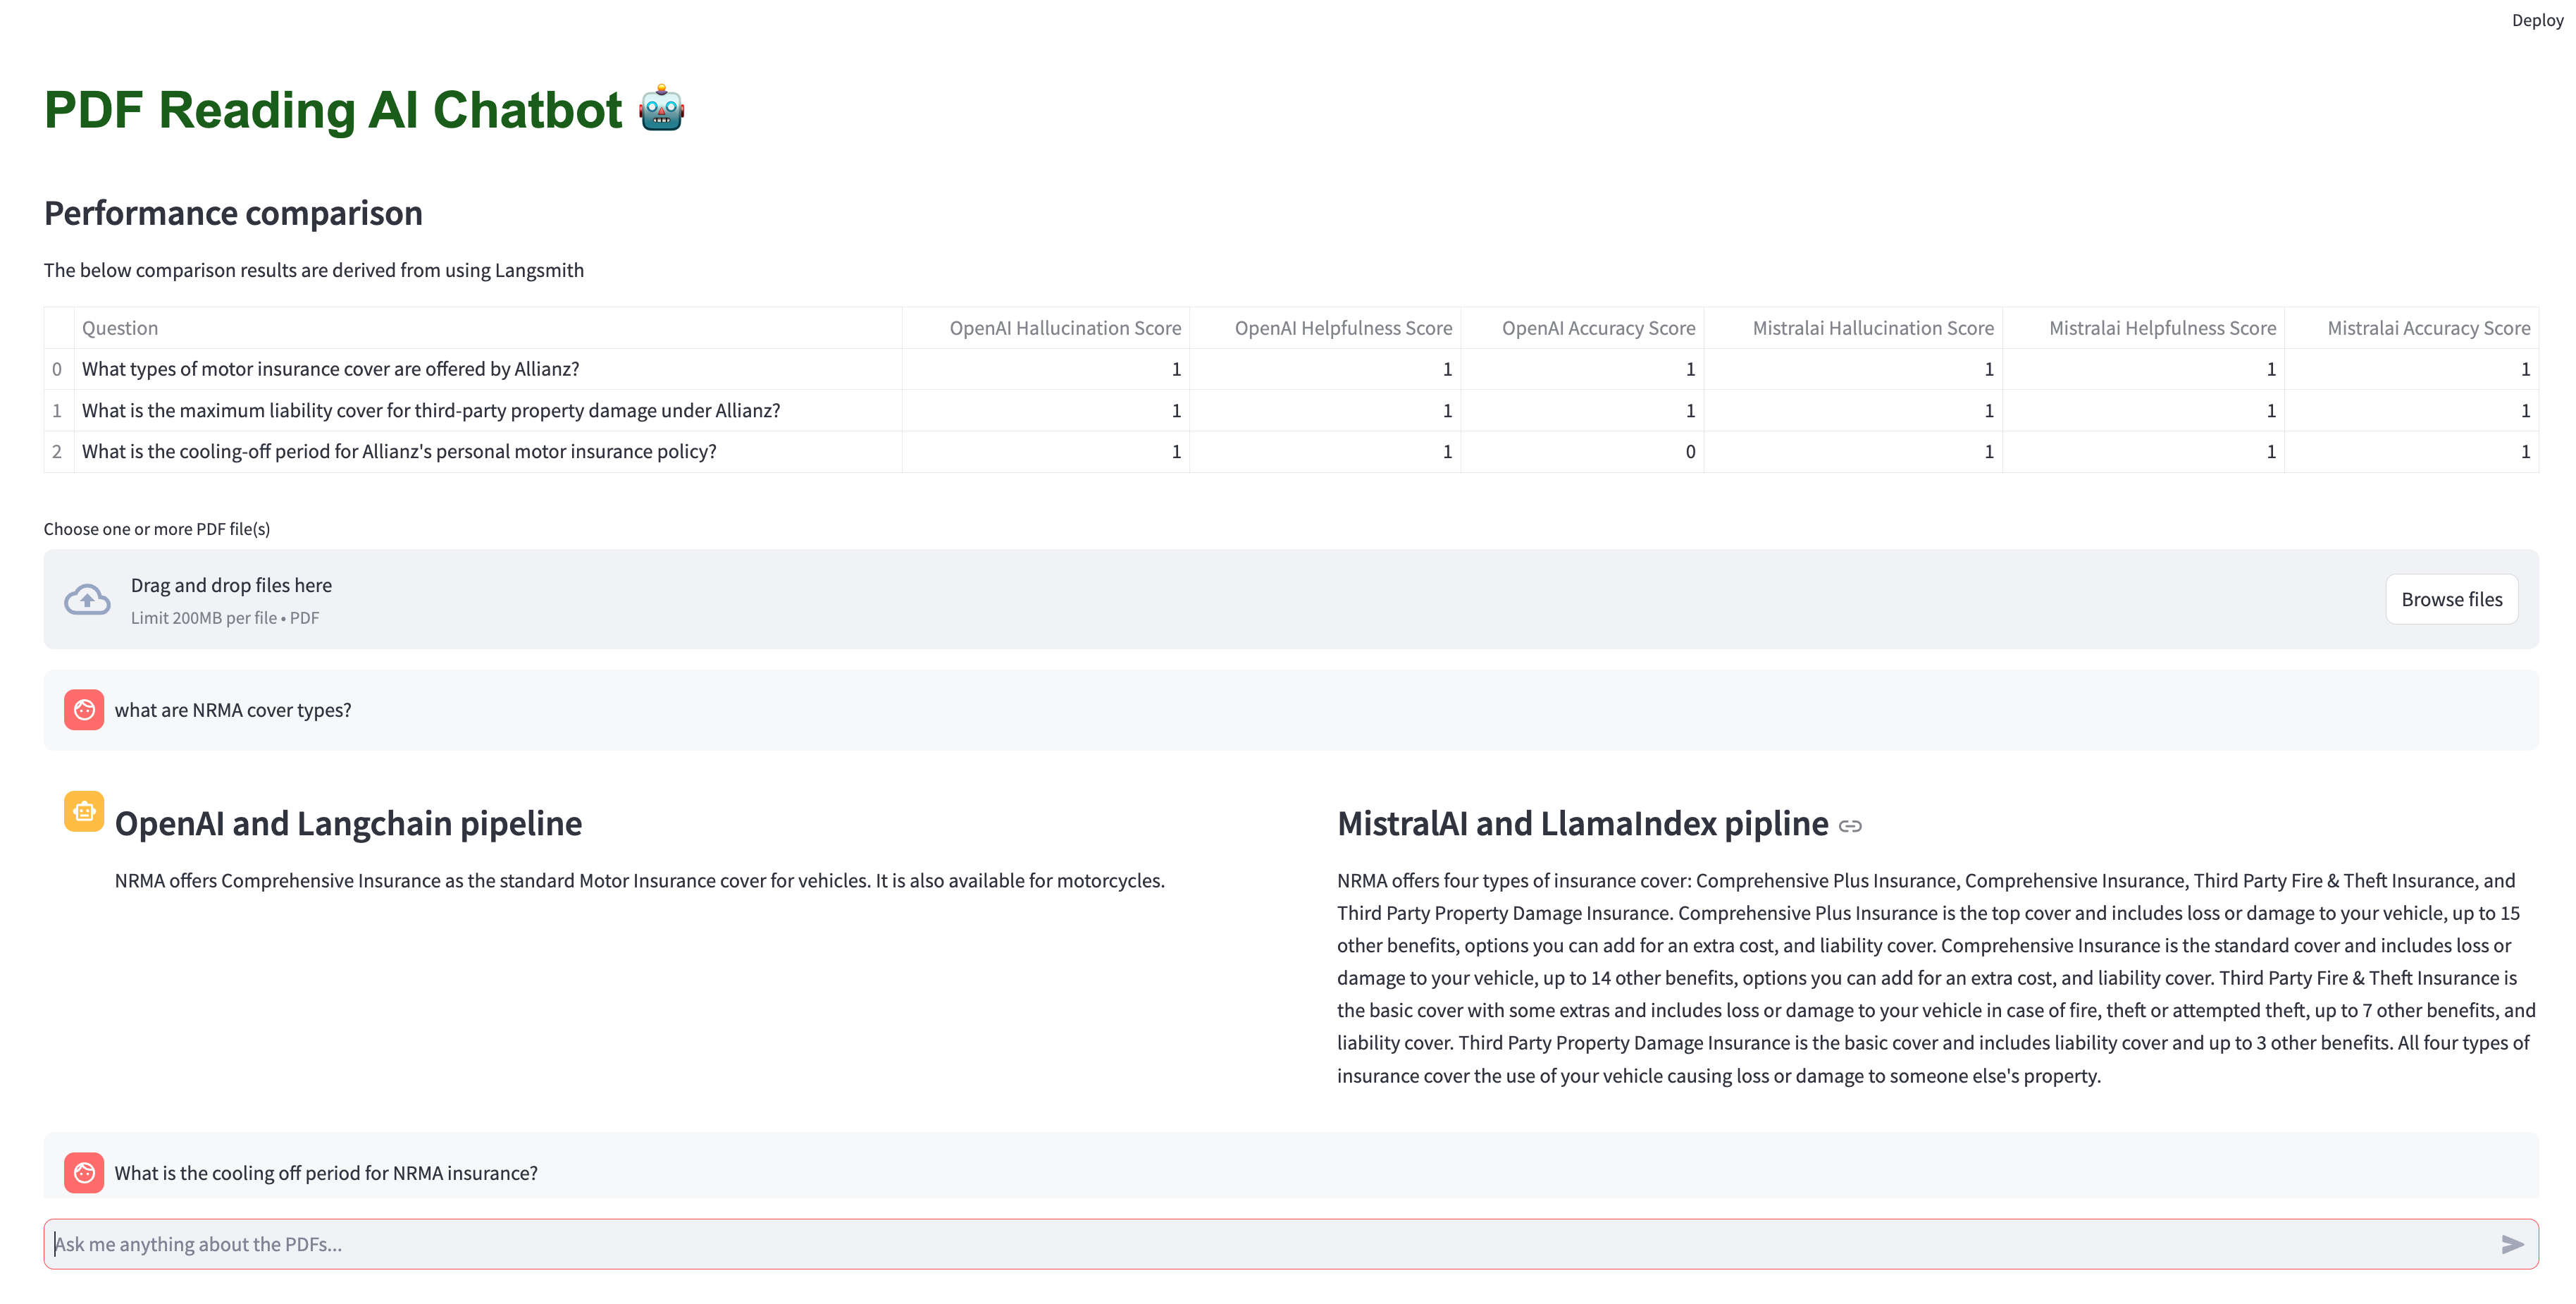 Deploy
PDF Reading AI Chatbot 🤖
Performance comparison
The below comparison results are derived from using Langsmith
Question OpenAI Hallucination Score OpenAI Helpfulness Score OpenAI Accuracy Score Mistralai Hallucination Score Mistralai Helpfulness Score Mistralai Accuracy Score
0 What types of motor insurance cover are offered by Allianz? 1 1 1 1 1 1
1 What is the maximum liability cover for third-party property damage under Allianz? 1 1 1 1 1 1
2 What is the cooling-off period for Allianz's personal motor insurance policy? 1 1 0 1 1 1
Choose one or more PDF file(s)
Drag and drop files here
Limit 200MB per file • PDF
Browse files
what are NRMA cover types?
OpenAI and Langchain pipeline
NRMA offers Comprehensive Insurance as the standard Motor Insurance cover for vehicles. It is also available for motorcycles.
MistralAI and LlamaIndex pipline
NRMA offers four types of insurance cover: Comprehensive Plus Insurance, Comprehensive Insurance, Third Party Fire & Theft Insurance, and
Third Party Property Damage Insurance. Comprehensive Plus Insurance is the top cover and includes loss or damage to your vehicle, up to 15
other benefits, options you can add for an extra cost, and liability cover. Comprehensive Insurance is the standard cover and includes loss or
damage to your vehicle, up to 14 other benefits, options you can add for an extra cost, and liability cover. Third Party Fire & Theft Insurance is
the basic cover with some extras and includes loss or damage to your vehicle in case of fire, theft or attempted theft, up to 7 other benefits, and
liability cover. Third Party Property Damage Insurance is the basic cover and includes liability cover and up to 3 other benefits. All four types of
insurance cover the use of your vehicle causing loss or damage to someone else's property.
What is the cooling off period for NRMA insurance?
Ask me anything about the PDFs...